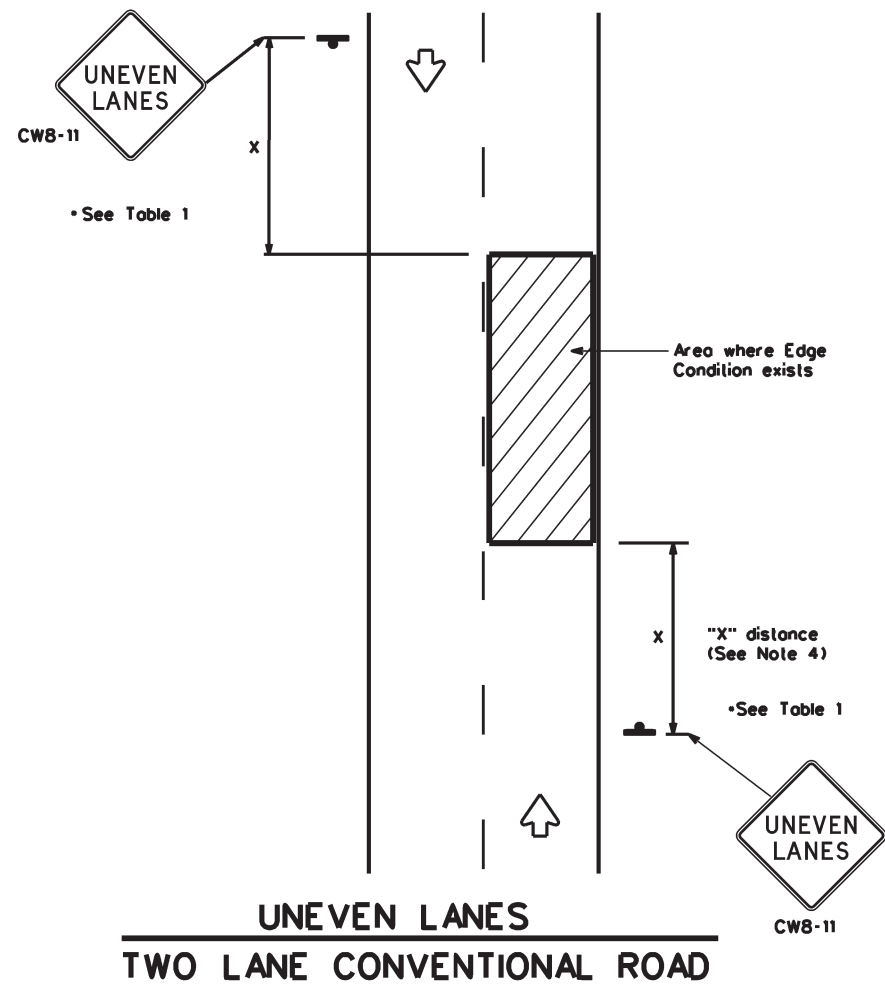 UNEVEN
LANES
CW8-11
X
•See Table 1
Area where Edge
Condition exists
X
"X" distance
(See Note 4)
•See Table 1
UNEVEN
LANES
CW8-11
UNEVEN LANES
TWO LANE CONVENTIONAL ROAD